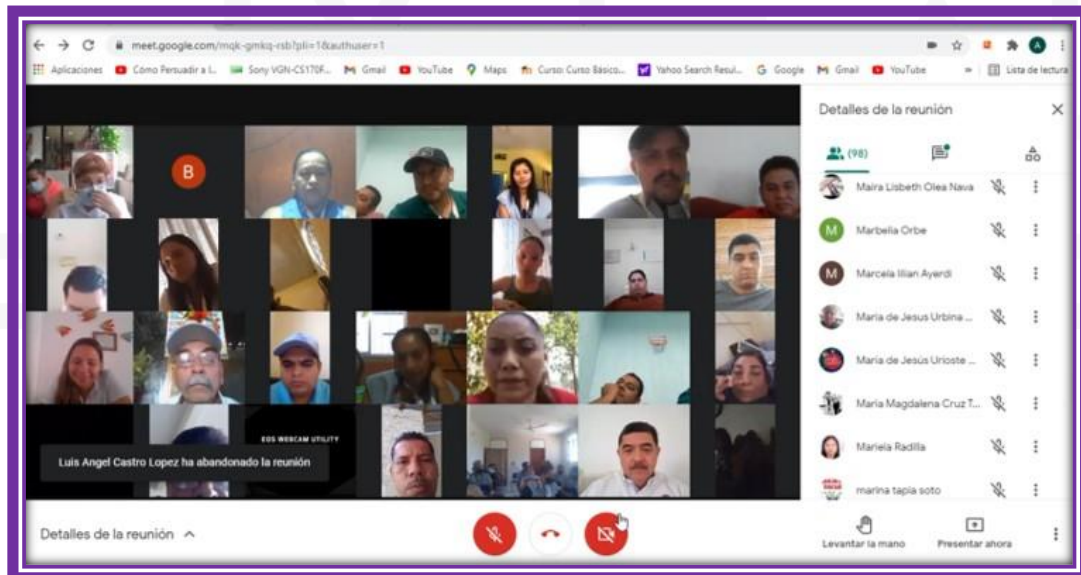 meet.google.com/mqk-gmkq-rsb?pli=1&authuser=1
Aplicaciones Cómo Persuadir a l... Sony VGN-CS170F... Gmail YouTube Maps Curso: Curso Básico... Yahoo Search Resul... Google Gmail YouTube » Lista de lectura
Detalles de la reunión
(98)
B
Maira Lisbeth Olea Nava
M Marbella Orbe
M Marcela lilian Ayerdi
Maria de Jesus Urbina ...
María de Jesús Urioste ...
Maria Magdalena Cruz T...
Mariela Radilla
marina tapia soto
EOS WEBCAM UTILITY
Luis Angel Castro Lopez ha abandonado la reunión
Detalles de la reunión
Levantar la mano Presentar ahora